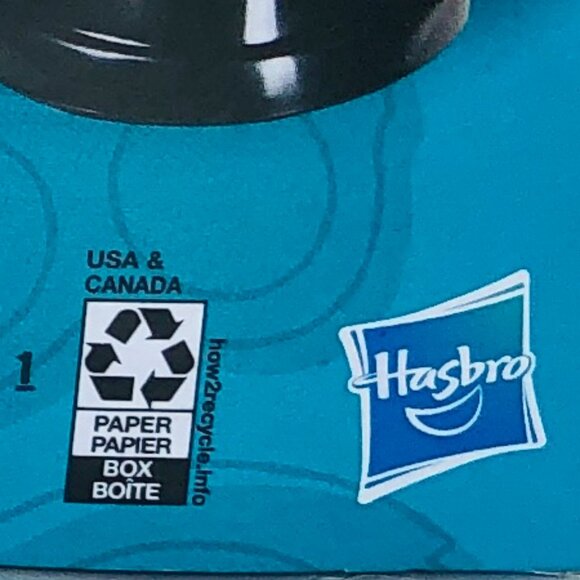 USA &
CANADA
1
how2recycle.info
PAPER
PAPIER
BOX
BOÎTE
Hasbro